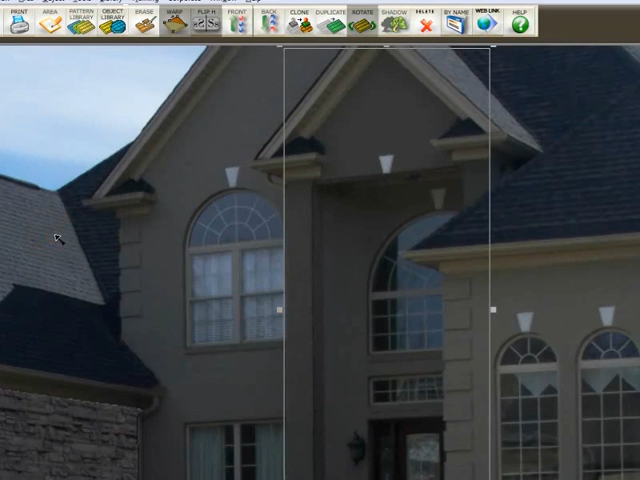 PRINT AREA PATTERN LIBRARY OBJECT LIBRARY ERASE WARP FLIP H FRONT BACK CLONE DUPLICATE ROTATE SHADOW DELETE BY NAME WEB LINK HELP